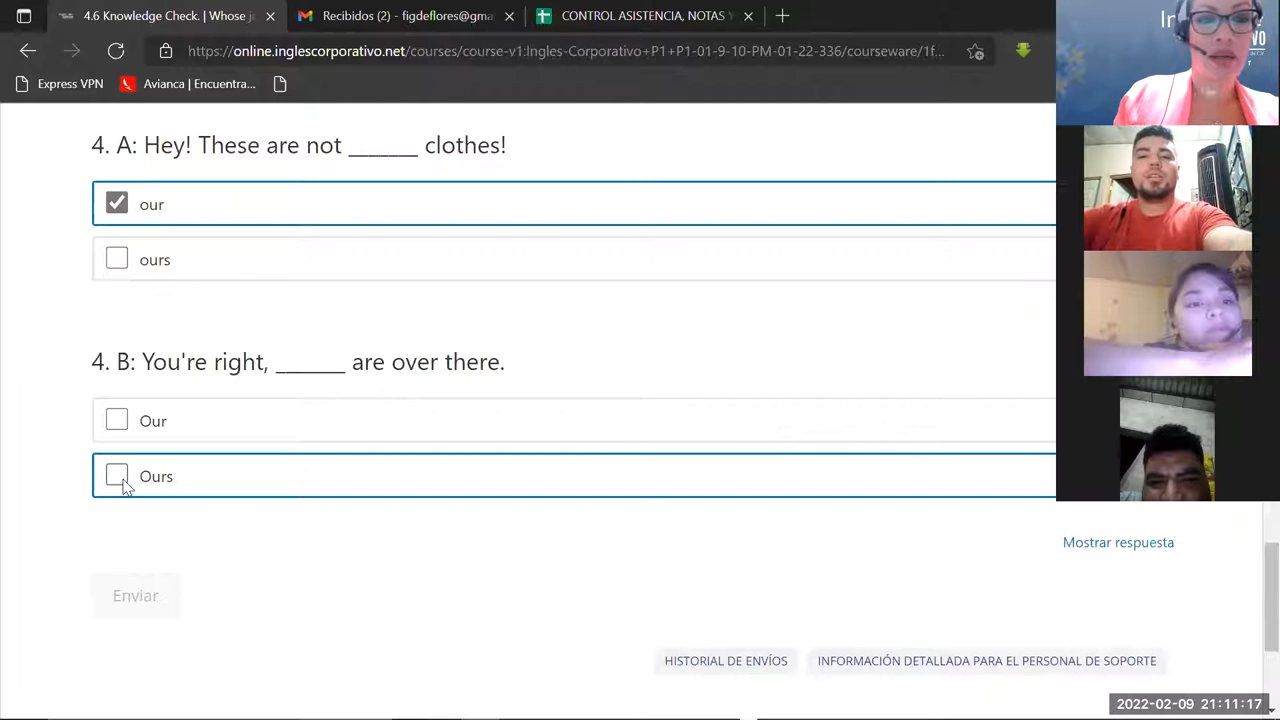 4.6 Knowledge Check. | Whose j
Recibidos (2) - figdeflores@gma
CONTROL ASISTENCIA, NOTAS Y
https://online.inglescorporativo.net/courses/course-v1:Ingles-Corporativo+P1+P1-01-9-10-PM-01-22-336/courseware/1f...
Express VPN
Avianca | Encuentra...
4. A: Hey! These are not _______ clothes!
our
ours
4. B: You're right, _______ are over there.
Our
Ours
Mostrar respuesta
Enviar
HISTORIAL DE ENVÍOS
INFORMACIÓN DETALLADA PARA EL PERSONAL DE SOPORTE
2022-02-09 21:11:17